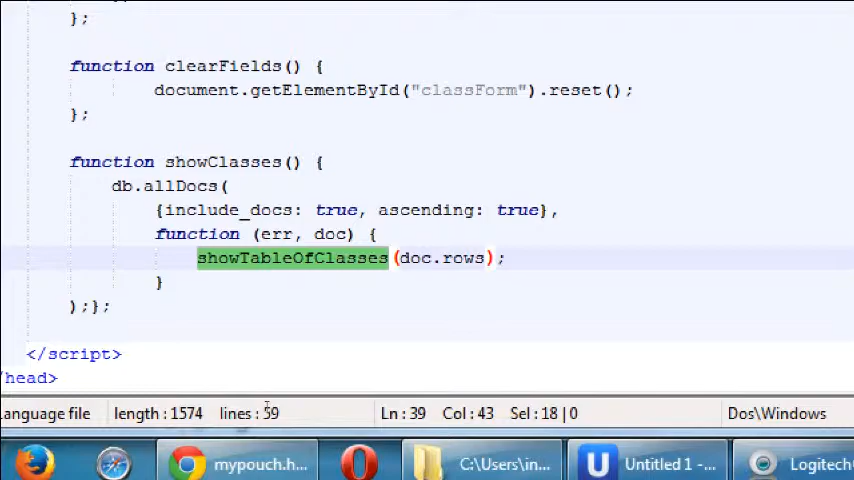 };
function clearFields() {
document.getElementById("classForm").reset();
};
function showClasses() {
db.allDocs(
{include_docs: true, ascending: true},
function (err, doc) {
showTableOfClasses(doc.rows);
}
);};
</script>
/head>
anguage file length : 1574 lines : 59 Ln : 39 Col : 43 Sel : 18 | 0 Dos\Windows
mypouch.h... C:\Users\in... Untitled 1 -... Logitech